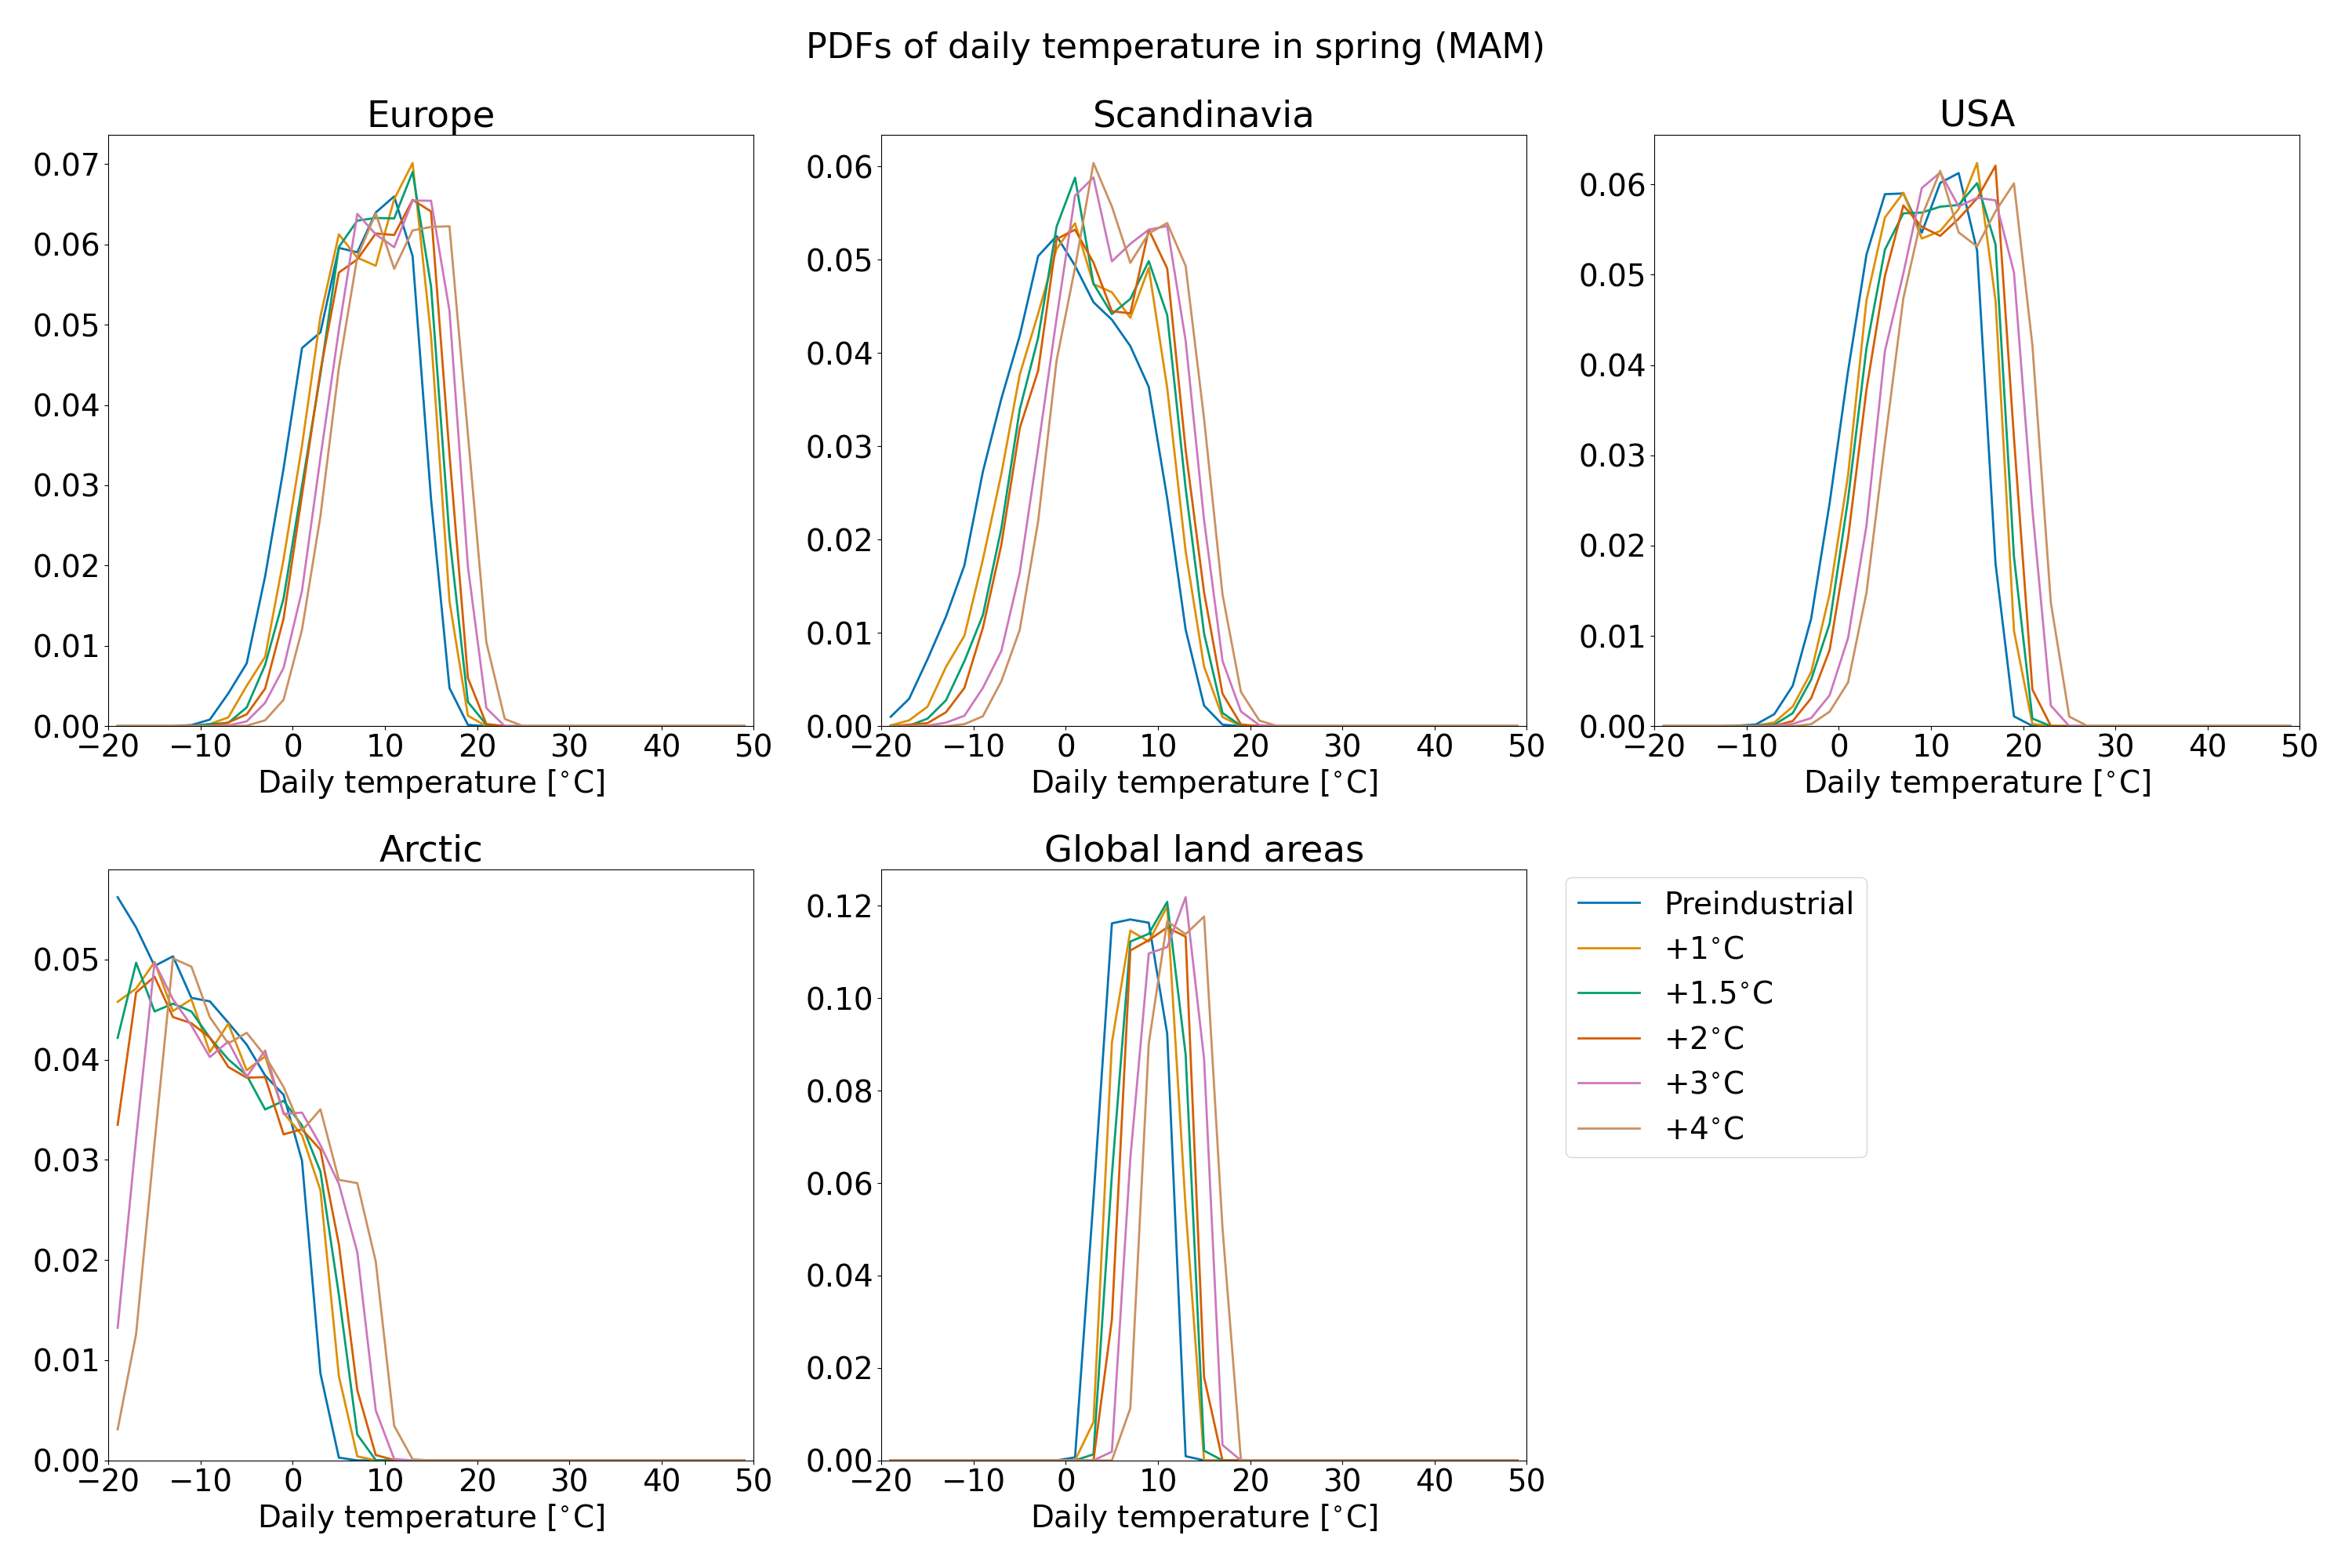 PDFs of daily temperature in spring (MAM)
Europe
0.07
0.06
0.05
0.04
0.03
0.02
0.01
0.00
−20 −10 0 10 20 30 40 50
Daily temperature [°C]
Scandinavia
0.06
0.05
0.04
0.03
0.02
0.01
0.00
−20 −10 0 10 20 30 40 50
Daily temperature [°C]
USA
0.06
0.05
0.04
0.03
0.02
0.01
0.00
−20 −10 0 10 20 30 40 50
Daily temperature [°C]
Arctic
0.05
0.04
0.03
0.02
0.01
0.00
−20 −10 0 10 20 30 40 50
Daily temperature [°C]
Global land areas
0.12
0.10
0.08
0.06
0.04
0.02
0.00
−20 −10 0 10 20 30 40 50
Daily temperature [°C]
Preindustrial
+1°C
+1.5°C
+2°C
+3°C
+4°C